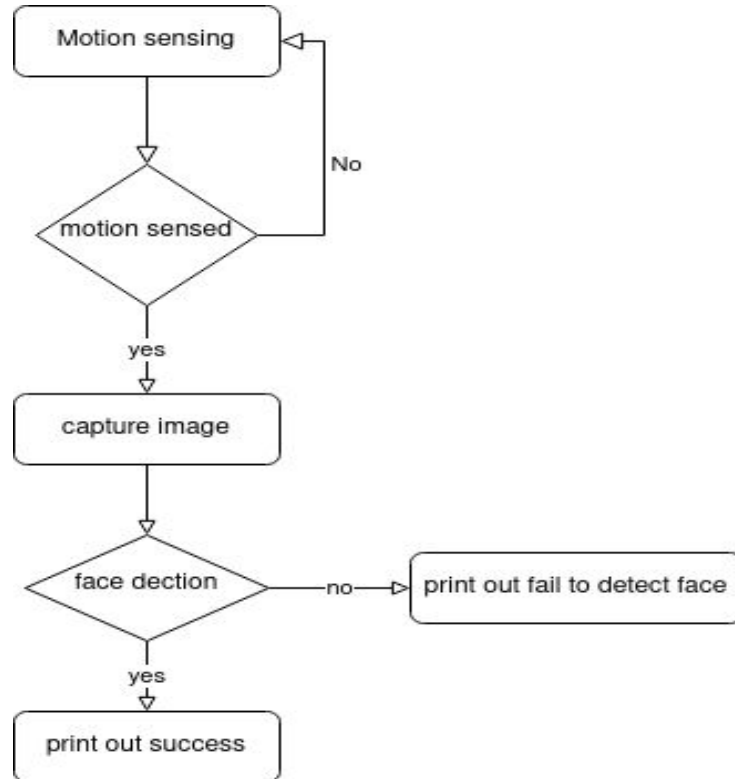 Motion sensing
No
motion sensed
yes
capture image
face dection
no
print out fail to detect face
yes
print out success